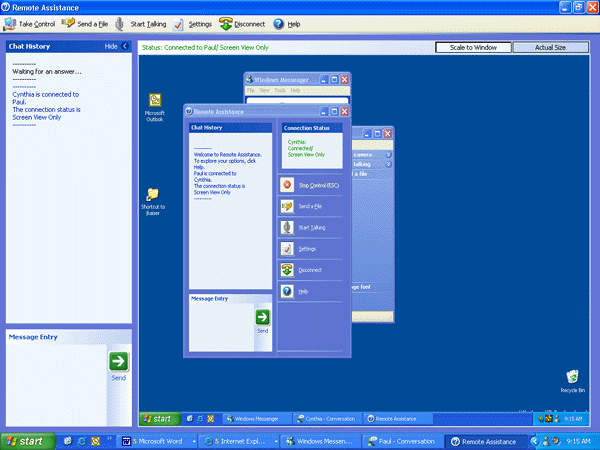 Remote Assistance
Take Control
Send a File
Start Talking
Settings
Disconnect
Help
Chat History
Hide
----------
Waiting for an answer...
----------
----------
Cynthia is connected to
Paul.
The connection status is
Screen View Only
----------
Message Entry
Send
Status: Connected to Paul/ Screen View Only
Scale to Window
Actual Size
Microsoft
Outlook
Shortcut to
Recycle Bin
Windows Messenger
File View Tools Help
camera
talking
a file
font
Remote Assistance
Chat History
----------
Welcome to Remote Assistance.
To explore your options, click
Help.
Paul is connected to
Cynthia.
The connection status is
Screen View Only
----------
Message Entry
Send
Connection Status
Cynthia:
Connected/
Screen View Only
Stop Control (ESC)
Send a File
Start Talking
Settings
Disconnect
Help
start
Windows Messenger
Cynthia - Conversation
Remote Assistance
9:15 AM
start
5 Microsoft Word
5 Internet Expl...
Windows Messen...
Paul - Conversation
Remote Assistance
9:15 AM